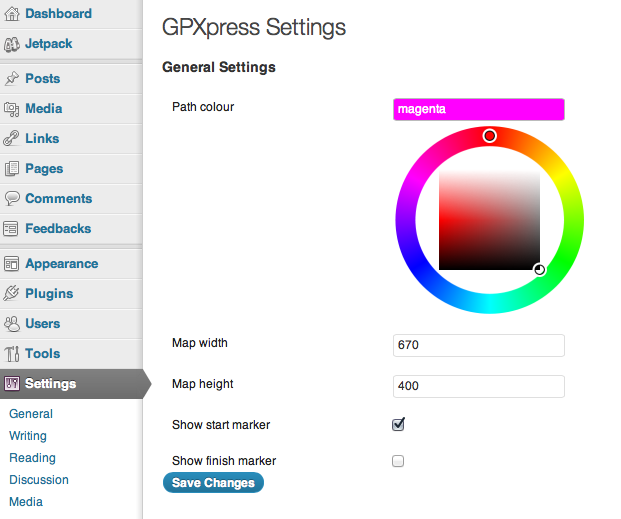 Dashboard
Jetpack
Posts
Media
Links
Pages
Comments
Feedbacks
Appearance
Plugins
Users
Tools
Settings
General
Writing
Reading
Discussion
Media
GPXpress Settings
General Settings
Path colour
magenta
Map width
670
Map height
400
Show start marker
Show finish marker
Save Changes